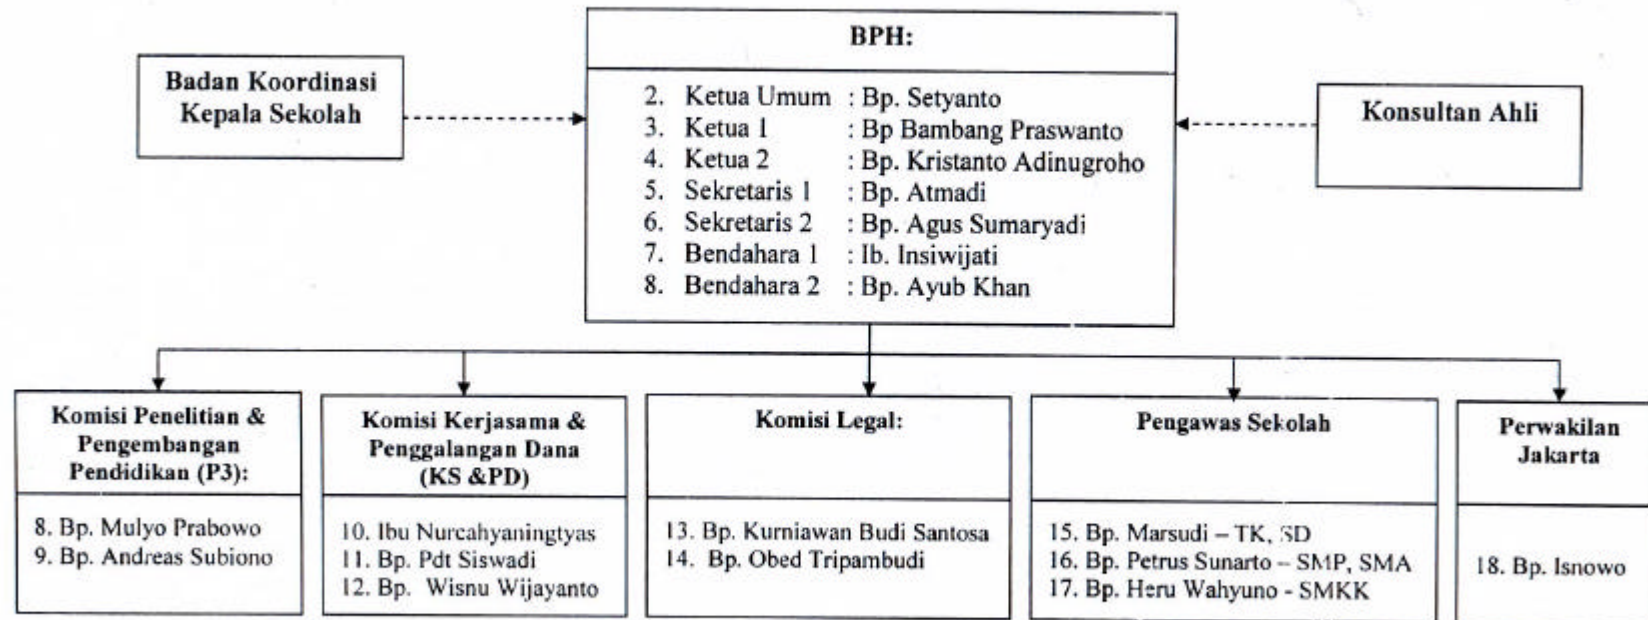 BPH:
Badan Koordinasi
Kepala Sekolah
2. Ketua Umum : Bp. Setyanto
3. Ketua 1 : Bp Bambang Praswanto
4. Ketua 2 : Bp. Kristanto Adinugroho
5. Sekretaris 1 : Bp. Atmadi
6. Sekretaris 2 : Bp. Agus Sumaryadi
7. Bendahara 1 : Ib. Insiwijati
8. Bendahara 2 : Bp. Ayub Khan
Konsultan Ahli
Komisi Penelitian &
Pengembangan
Pendidikan (P3):
8. Bp. Mulyo Prabowo
9. Bp. Andreas Subiono
Komisi Kerjasama &
Penggalangan Dana
(KS &PD)
10. Ibu Nurcahyaningtyas
11. Bp. Pdt Siswadi
12. Bp. Wisnu Wijayanto
Komisi Legal:
13. Bp. Kurniawan Budi Santosa
14. Bp. Obed Tripambudi
Pengawas Sekolah
15. Bp. Marsudi – TK, SD
16. Bp. Petrus Sunarto – SMP, SMA
17. Bp. Heru Wahyuno - SMKK
Perwakilan
Jakarta
18. Bp. Isnowo